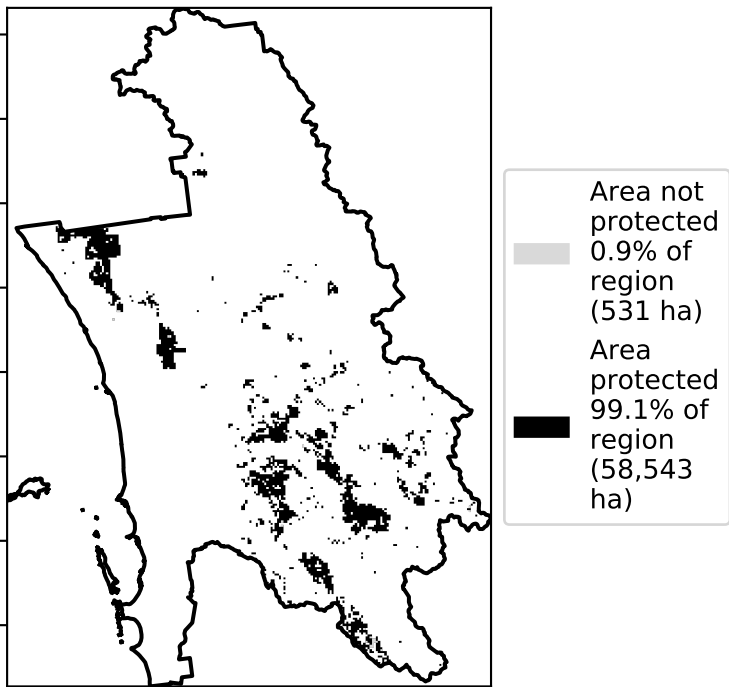 Area not
protected
0.9% of
region
(531 ha)
Area
protected
99.1% of
region
(58,543
ha)